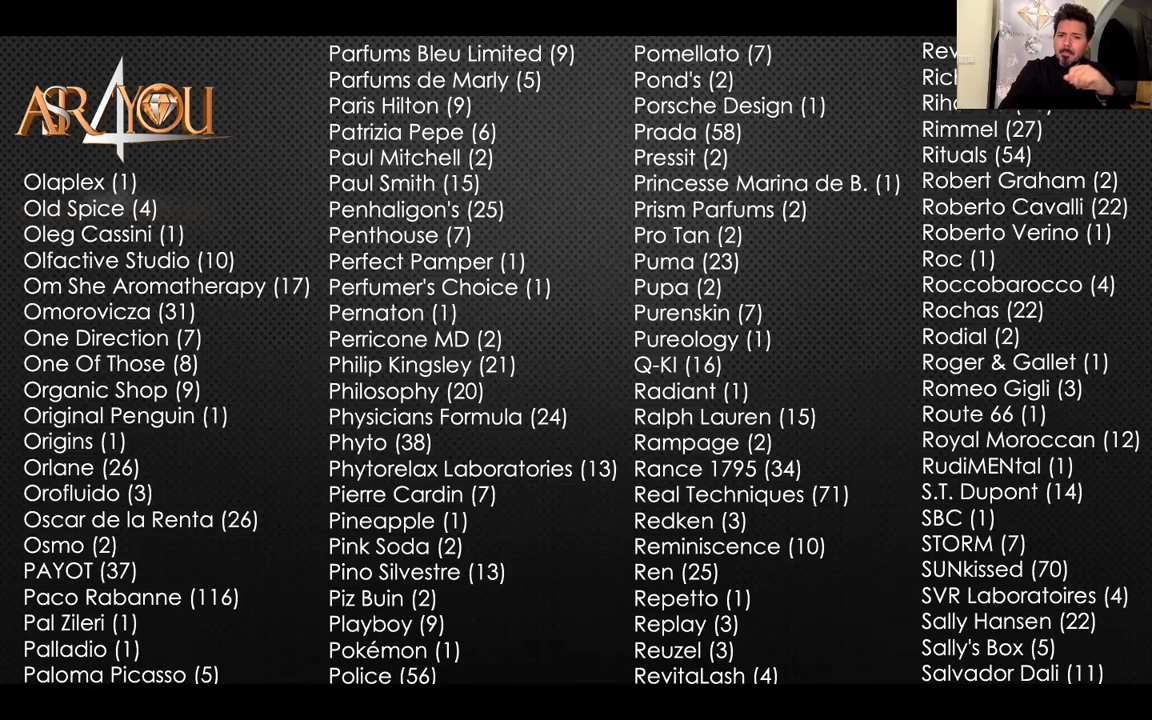 ASR4YOU
Olaplex (1)
Old Spice (4)
Oleg Cassini (1)
Olfactive Studio (10)
Om She Aromatherapy (17)
Omorovicza (31)
One Direction (7)
One Of Those (8)
Organic Shop (9)
Original Penguin (1)
Origins (1)
Orlane (26)
Orofluido (3)
Oscar de la Renta (26)
Osmo (2)
PAYOT (37)
Paco Rabanne (116)
Pal Zileri (1)
Palladio (1)
Paloma Picasso (5)
Parfums Bleu Limited (9)
Parfums de Marly (5)
Paris Hilton (9)
Patrizia Pepe (6)
Paul Mitchell (2)
Paul Smith (15)
Penhaligon's (25)
Penthouse (7)
Perfect Pamper (1)
Perfumer's Choice (1)
Pernaton (1)
Perricone MD (2)
Philip Kingsley (21)
Philosophy (20)
Physicians Formula (24)
Phyto (38)
Phytorelax Laboratories (13)
Pierre Cardin (7)
Pineapple (1)
Pink Soda (2)
Pino Silvestre (13)
Piz Buin (2)
Playboy (9)
Pokémon (1)
Police (56)
Pomellato (7)
Pond's (2)
Porsche Design (1)
Prada (58)
Pressit (2)
Princesse Marina de B. (1)
Prism Parfums (2)
Pro Tan (2)
Puma (23)
Pupa (2)
Purenskin (7)
Pureology (1)
Q-KI (16)
Radiant (1)
Ralph Lauren (15)
Rampage (2)
Rance 1795 (34)
Real Techniques (71)
Redken (3)
Reminiscence (10)
Ren (25)
Repetto (1)
Replay (3)
Reuzel (3)
RevitaLash (4)
Rimmel (27)
Rituals (54)
Robert Graham (2)
Roberto Cavalli (22)
Roberto Verino (1)
Roc (1)
Roccobarocco (4)
Rochas (22)
Rodial (2)
Roger & Gallet (1)
Romeo Gigli (3)
Route 66 (1)
Royal Moroccan (12)
RudiMENtal (1)
S.T. Dupont (14)
SBC (1)
STORM (7)
SUNkissed (70)
SVR Laboratoires (4)
Sally Hansen (22)
Sally's Box (5)
Salvador Dali (11)